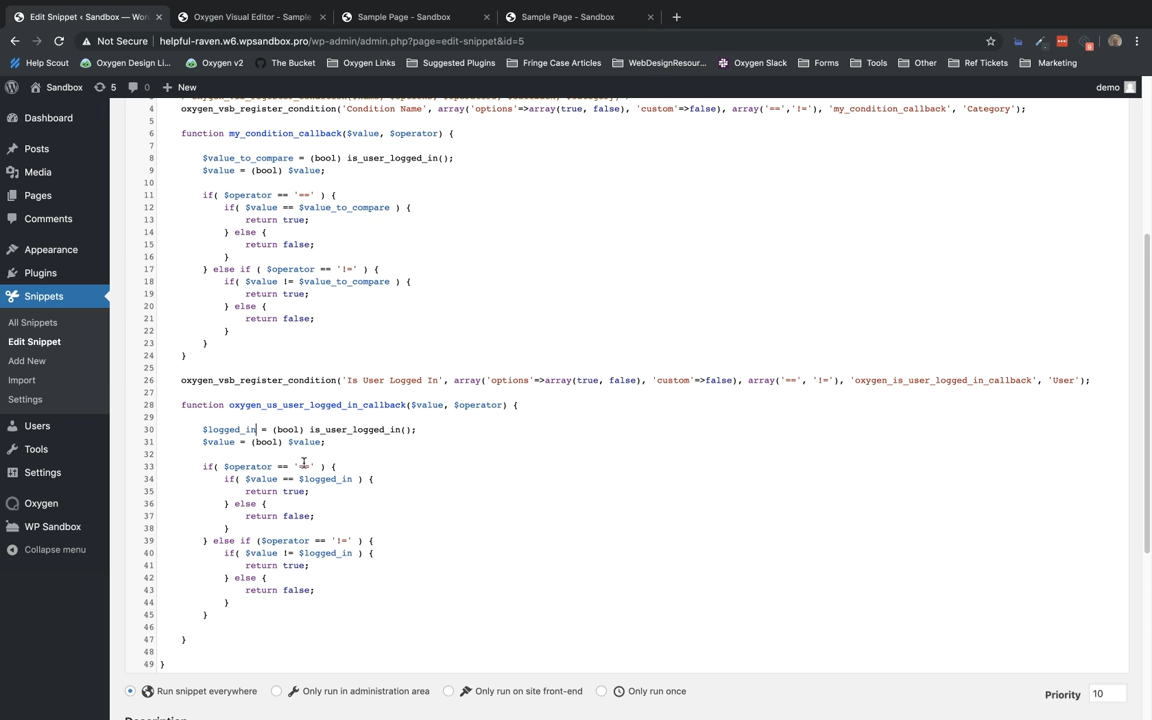 Edit Snippet ‹ Sandbox — Wor
Oxygen Visual Editor - Sample
Sample Page - Sandbox
Sample Page - Sandbox
Not Secure
helpful-raven.w6.wpsandbox.pro/wp-admin/admin.php?page=edit-snippet&id=5
Help Scout
Oxygen Design Li...
Oxygen v2
The Bucket
Oxygen Links
Suggested Plugins
Fringe Case Articles
WebDesignResour...
Oxygen Slack
Forms
Tools
Other
Ref Tickets
Marketing
Sandbox
5
0
New
demo
Dashboard
Posts
Media
Pages
Comments
Appearance
Plugins
Snippets
All Snippets
Edit Snippet
Add New
Import
Settings
Users
Tools
Settings
Oxygen
WP Sandbox
Collapse menu
4 oxygen_vsb_register_condition('Condition Name', array('options'=>array(true, false), 'custom'=>false), array('==','!='), 'my_condition_callback', 'Category');
5
6 function my_condition_callback($value, $operator) {
7
8 $value_to_compare = (bool) is_user_logged_in();
9 $value = (bool) $value;
10
11 if( $operator == '==' ) {
12 if( $value == $value_to_compare ) {
13 return true;
14 } else {
15 return false;
16 }
17 } else if ( $operator == '!=' ) {
18 if( $value != $value_to_compare ) {
19 return true;
20 } else {
21 return false;
22 }
23 }
24 }
25
26 oxygen_vsb_register_condition('Is User Logged In', array('options'=>array(true, false), 'custom'=>false), array('==', '!='), 'oxygen_is_user_logged_in_callback', 'User');
27
28 function oxygen_us_user_logged_in_callback($value, $operator) {
29
30 $logged_in = (bool) is_user_logged_in();
31 $value = (bool) $value;
32
33 if( $operator == '==' ) {
34 if( $value == $logged_in ) {
35 return true;
36 } else {
37 return false;
38 }
39 } else if ($operator == '!=' ) {
40 if( $value != $logged_in ) {
41 return true;
42 } else {
43 return false;
44 }
45 }
46
47 }
48
49 }
Run snippet everywhere
Only run in administration area
Only run on site front-end
Only run once
Priority
10
Description